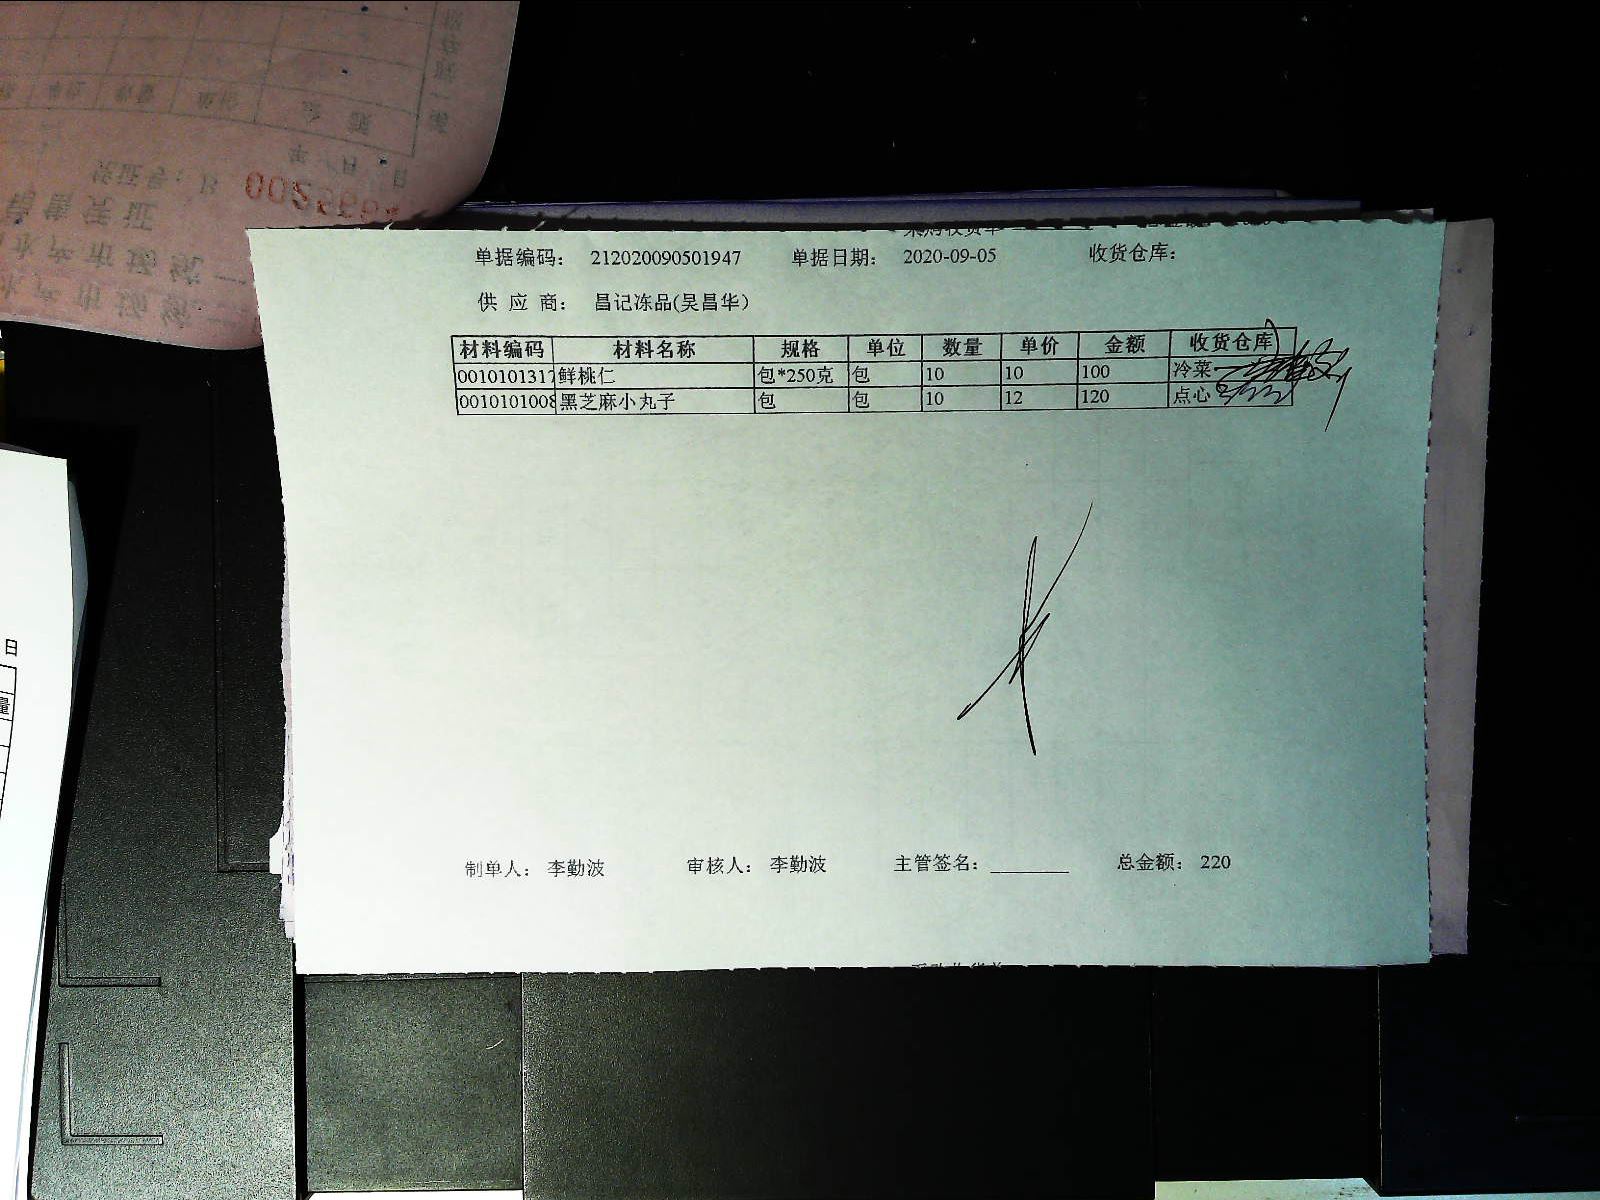 单据编码： 212020090501947 单据日期： 2020-09-05 收货仓库：
供 应 商： 昌记冻品(吴昌华）
材料编码 材料名称 规格 单位 数量 单价 金额 收货仓库
0010101317 鲜桃仁 包*250克 包 10 10 100 冷菜
0010101008 黑芝麻小丸子 包 包 10 12 120 点心
制单人： 李勤波 审核人： 李勤波 主管签名：________ 总金额： 220
日
量